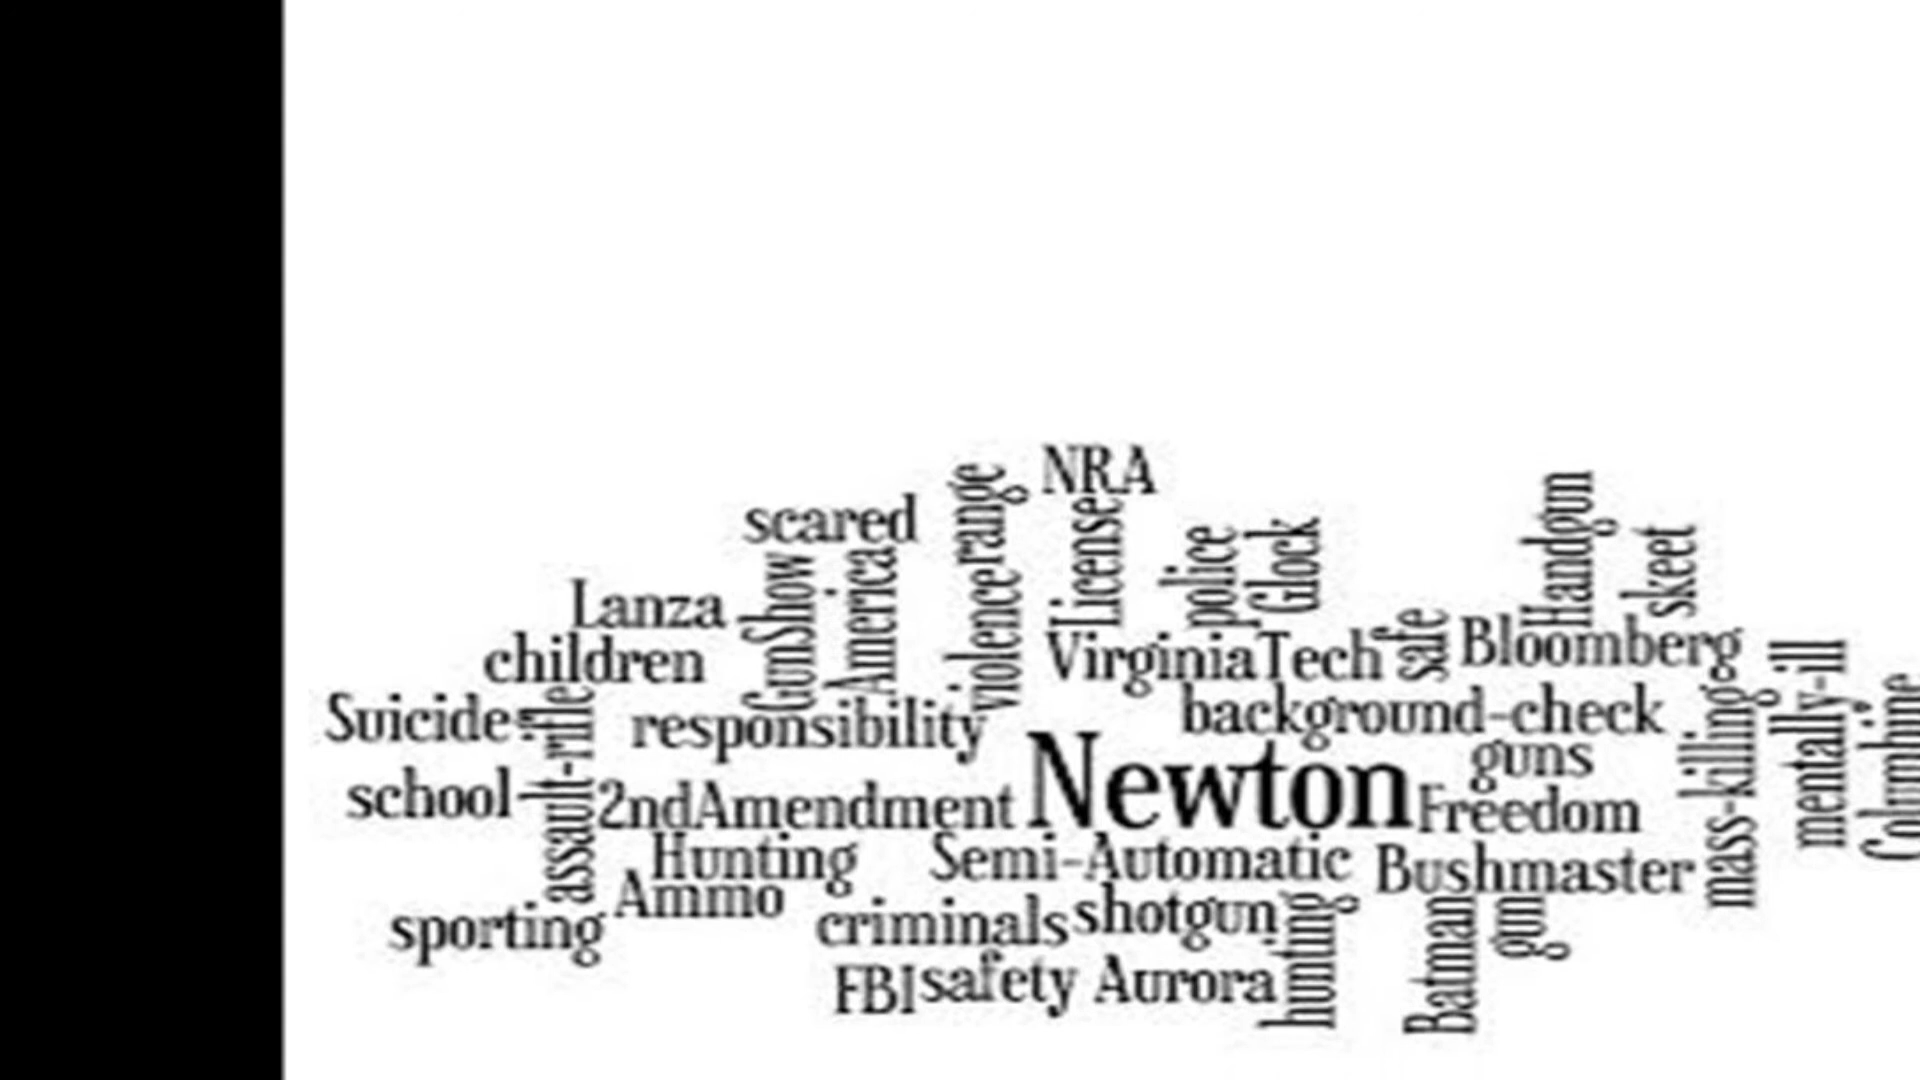 NRA
range
scared
License
police
Glock
Handgun
skeet
Lanza
GunShow
America
violence
children
VirginiaTech
safe
Bloomberg
Suicide
assault-rifle
responsibility
background-check
mass-killing
mentally-ill
Columbine
guns
school
2ndAmendment
Newton
Freedom
Hunting
Semi-Automatic
Bushmaster
Ammo
sporting
criminals
shotgun
hunting
Batman
gun
FBI
safety
Aurora